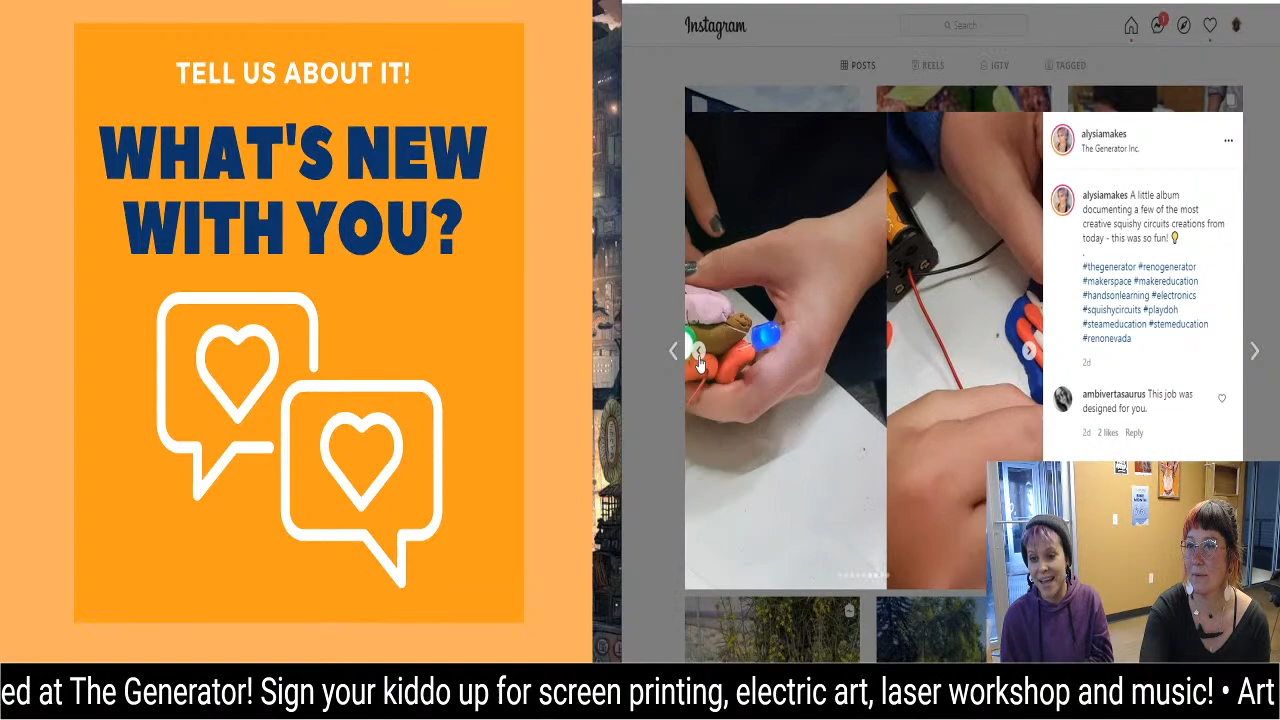 TELL US ABOUT IT!
WHAT'S NEW
WITH YOU?
Instagram
Search
1
POSTS
REELS
IGTV
TAGGED
alysiamakes
The Generator Inc.
alysiamakes A little album
documenting a few of the most
creative squishy circuits creations from
today - this was so fun!
.
#thegenerator #renogenerator
#makerspace #makereducation
#handsonlearning #electronics
#squishycircuits #playdoh
#steameducation #stemeducation
#renonevada
2d
ambivertasaurus This job was
designed for you.
2d 2 likes Reply
ed at The Generator! Sign your kiddo up for screen printing, electric art, laser workshop and music! • Art